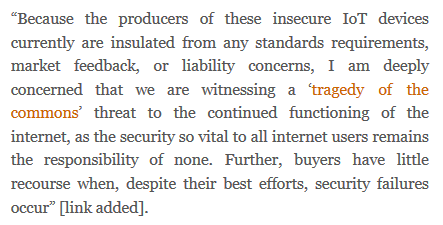 “Because the producers of these insecure IoT devices
currently are insulated from any standards requirements,
market feedback, or liability concerns, I am deeply
concerned that we are witnessing a ‘tragedy of the
commons’ threat to the continued functioning of the
internet, as the security so vital to all internet users remains
the responsibility of none. Further, buyers have little
recourse when, despite their best efforts, security failures
occur” [link added].